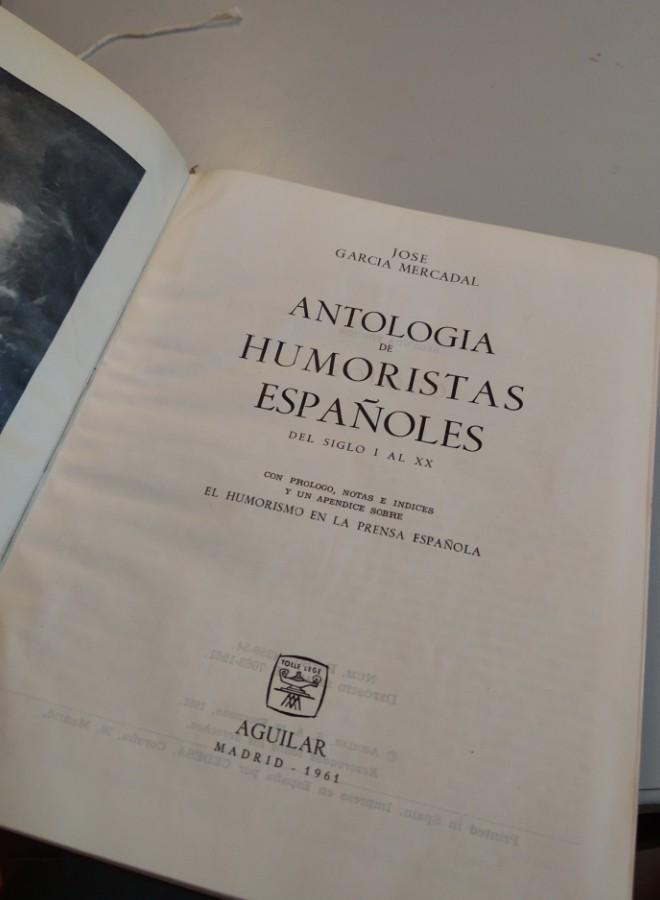 JOSE
GARCIA MERCADAL
ANTOLOGIA
DE
HUMORISTAS
ESPAÑOLES
DEL SIGLO I AL XX
CON PROLOGO, NOTAS E INDICES
Y UN APENDICE SOBRE
EL HUMORISMO EN LA PRENSA ESPAÑOLA
TOLLE LEGE
AGUILAR
MADRID - 1961